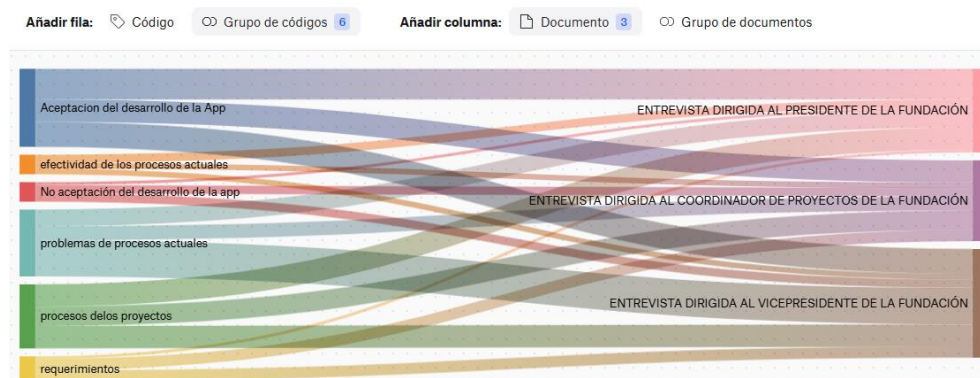 Añadir fila: Código Grupo de códigos 6 Añadir columna: Documento 3 Grupo de documentos
Aceptacion del desarrollo de la App
ENTREVISTA DIRIGIDA AL PRESIDENTE DE LA FUNDACIÓN
efectividad de los procesos actuales
No aceptación del desarrollo de la app
ENTREVISTA DIRIGIDA AL COORDINADOR DE PROYECTOS DE LA FUNDACIÓN
problemas de procesos actuales
ENTREVISTA DIRIGIDA AL VICEPRESIDENTE DE LA FUNDACIÓN
procesos delos proyectos
requerimientos